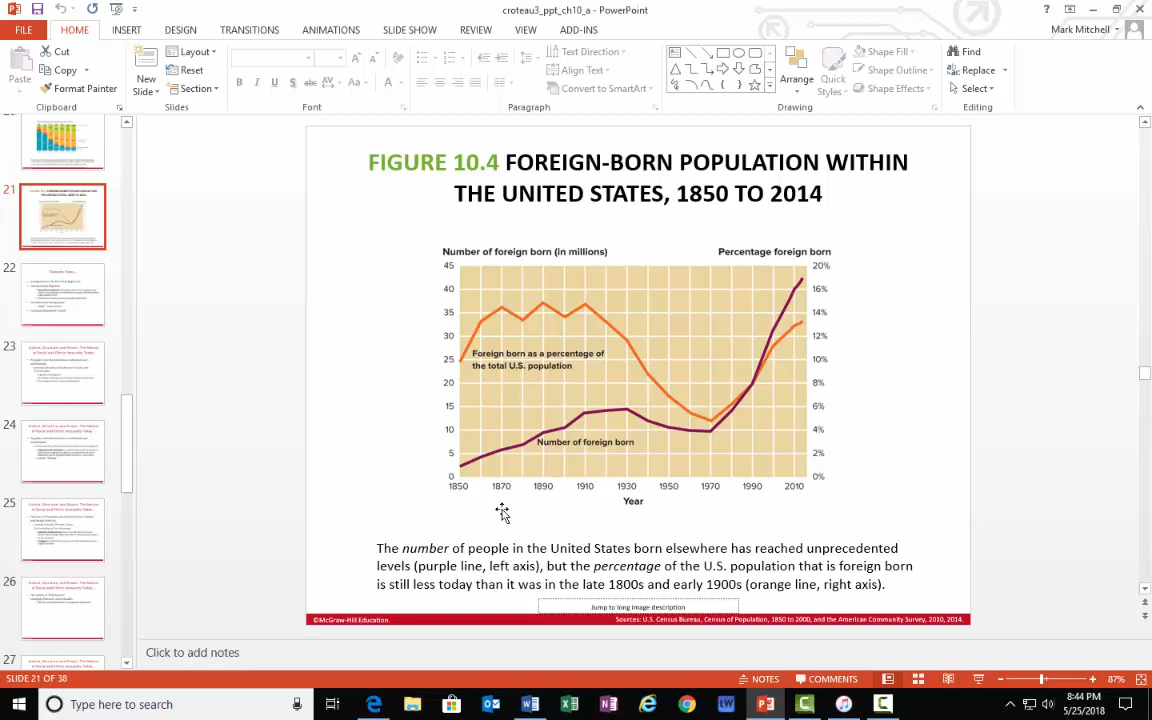 croteau3_ppt_ch10_a - PowerPoint
FILE HOME INSERT DESIGN TRANSITIONS ANIMATIONS SLIDE SHOW REVIEW VIEW ADD-INS
Mark Mitchell
Paste
Cut
Copy
Format Painter
Clipboard
New
Slide
Layout
Reset
Section
Slides
B I U S abc AV Aa A
Font
Text Direction
Align Text
Convert to SmartArt
Paragraph
Arrange
Quick
Styles
Shape Fill
Shape Outline
Shape Effects
Drawing
Find
Replace
Select
Editing
21
22
23
24
25
26
27
FIGURE 10.4 FOREIGN-BORN POPULATION WITHIN
THE UNITED STATES, 1850 TO 2014
Number of foreign born (in millions) Percentage foreign born
45 20%
40 18%
35 16%
30 14%
25 12%
20 10%
15 8%
10 6%
5 4%
0 2%
0%
Foreign born as a percentage of
the total U.S. population
Number of foreign born
1850 1870 1890 1910 1930 1950 1970 1990 2010
Year
The number of people in the United States born elsewhere has reached unprecedented
levels (purple line, left axis), but the percentage of the U.S. population that is foreign born
is still less today than it was in the late 1800s and early 1900s (orange line, right axis).
Jump to long image description
©McGraw-Hill Education. Sources: U.S. Census Bureau, Census of Population, 1850 to 2000, and the American Community Survey, 2010, 2014.
Click to add notes
SLIDE 21 OF 38 NOTES COMMENTS 87%
Type here to search
8:44 PM
5/25/2018